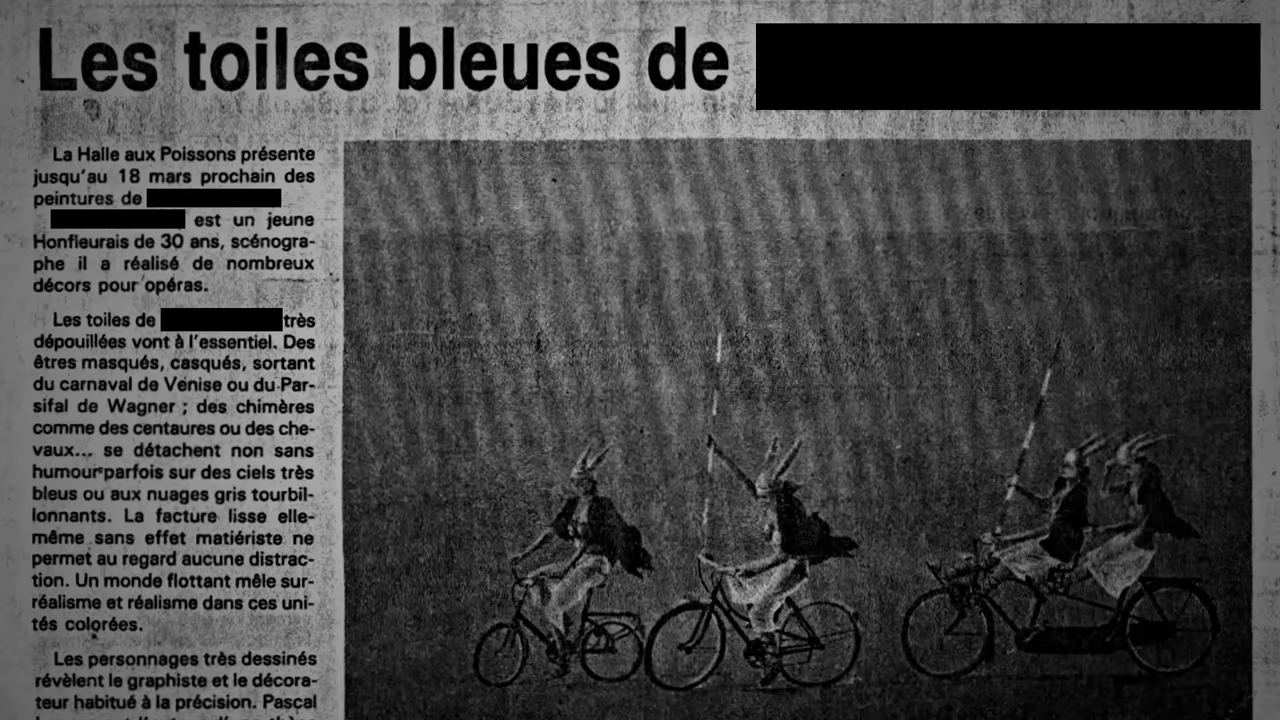 Les toiles bleues de
La Halle aux Poissons présente
jusqu'au 18 mars prochain des
peintures de
est un jeune
Honfleurais de 30 ans, scénogra-
phe il a réalisé de nombreux
décors pour opéras.
Les toiles de très
dépouillées vont à l'essentiel. Des
êtres masqués, casqués, sortant
du carnaval de Venise ou du Par-
sifal de Wagner ; des chimères
comme des centaures ou des che-
vaux... se détachent non sans
humour parfois sur des ciels très
bleus ou aux nuages gris tourbil-
lonnants. La facture lisse elle-
même sans effet matiériste ne
permet au regard aucune distrac-
tion. Un monde flottant mêle sur-
réalisme et réalisme dans ces uni-
tés colorées.
Les personnages très dessinés
révèlent le graphiste et le décora-
teur habitué à la précision. Pascal